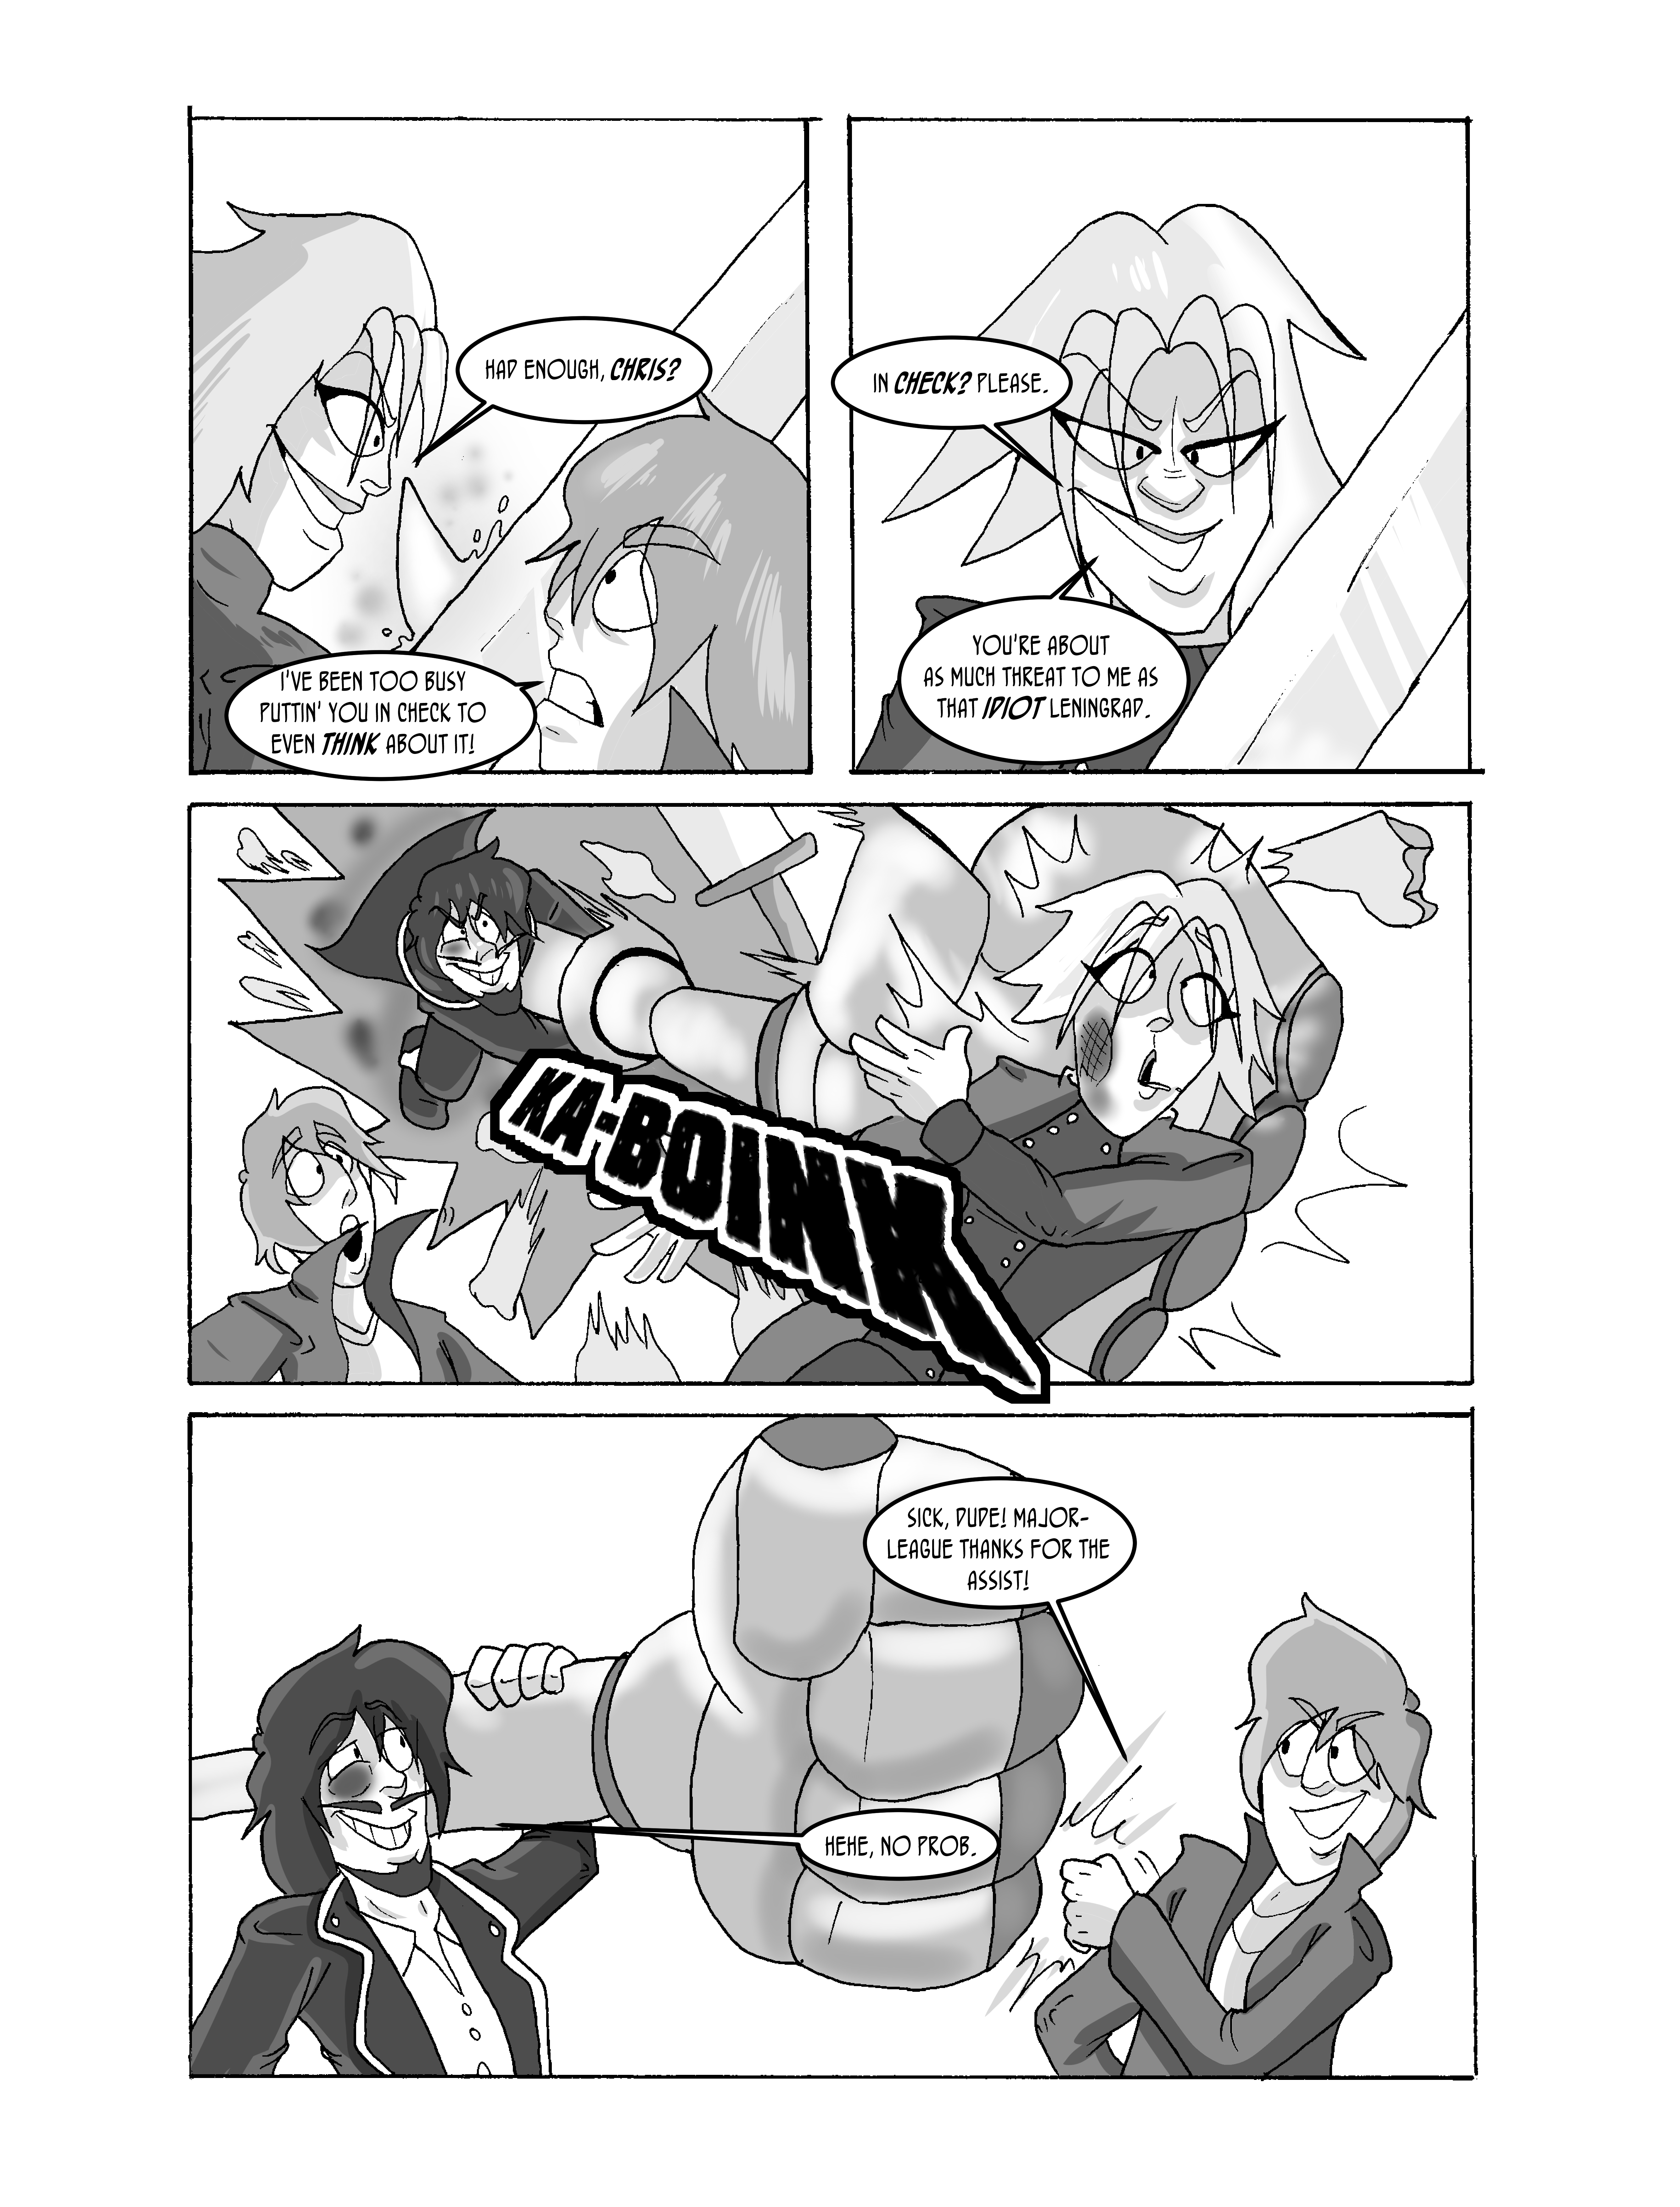 HAD ENOUGH, CHRIS?
I'VE BEEN TOO BUSY
PUTTIN' YOU IN CHECK TO
EVEN THINK ABOUT IT!
IN CHECK? PLEASE.
YOU'RE ABOUT
AS MUCH THREAT TO ME AS
THAT IDIOT LENINGRAD.
KA-BOINK
SICK, DUDE! MAJOR-
LEAGUE THANKS FOR THE
ASSIST!
HEHE, NO PROB.